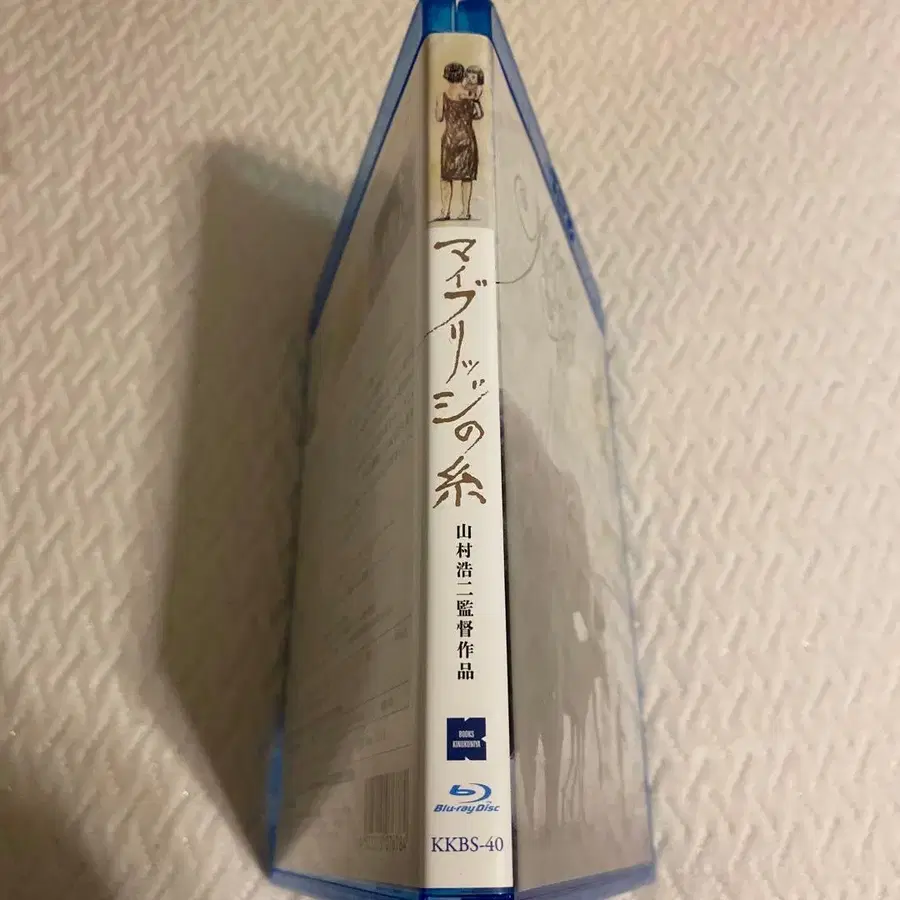 マイブリッジの糸
山村浩二監督作品
BOOKS
KINOKUNIYA
Blu-ray Disc
KKBS-40